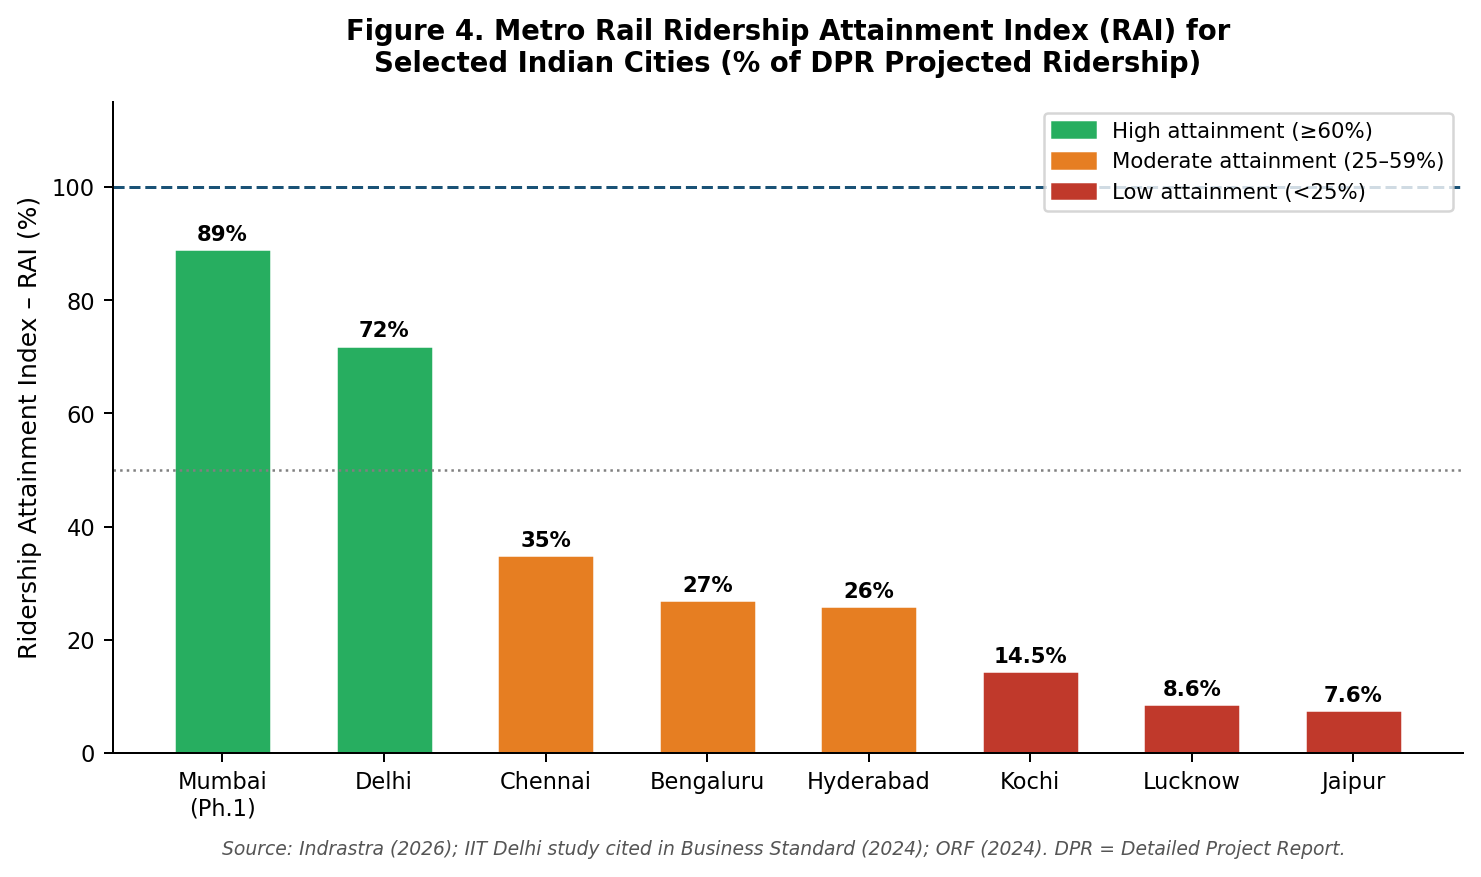 Figure 4. Metro Rail Ridership Attainment Index (RAI) for
Selected Indian Cities (% of DPR Projected Ridership)
High attainment (≥60%)
Moderate attainment (25–59%)
Low attainment (<25%)
Ridership Attainment Index – RAI (%)
100
80
60
40
20
0
89%
72%
35%
27%
26%
14.5%
8.6%
7.6%
Mumbai
(Ph.1)
Delhi
Chennai
Bengaluru
Hyderabad
Kochi
Lucknow
Jaipur
Source: Indrastra (2026); IIT Delhi study cited in Business Standard (2024); ORF (2024). DPR = Detailed Project Report.